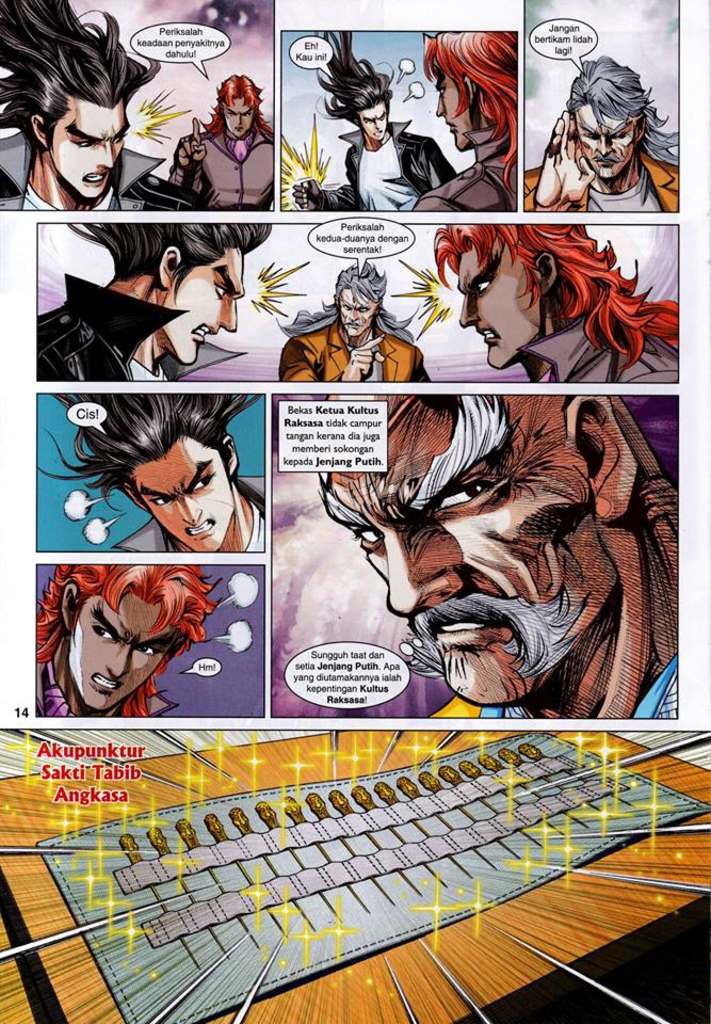 Periksalah
keadaan penyakitnya
dahulu!
Eh!
Kau ini!
Jangan
bertikam lidah
lagi!
Periksalah
kedua-duanya dengan
serentak!
Cis!
Bekas Ketua Kultus
Raksasa tidak campur
tangan kerana dia juga
memberi sokongan
kepada Jenjang Putih.
Hm!
Sungguh taat dan
setia Jenjang Putih. Apa
yang diutamakannya ialah
kepentingan Kultus
Raksasa!
14
Akupunktur
Sakti Tabib
Angkasa